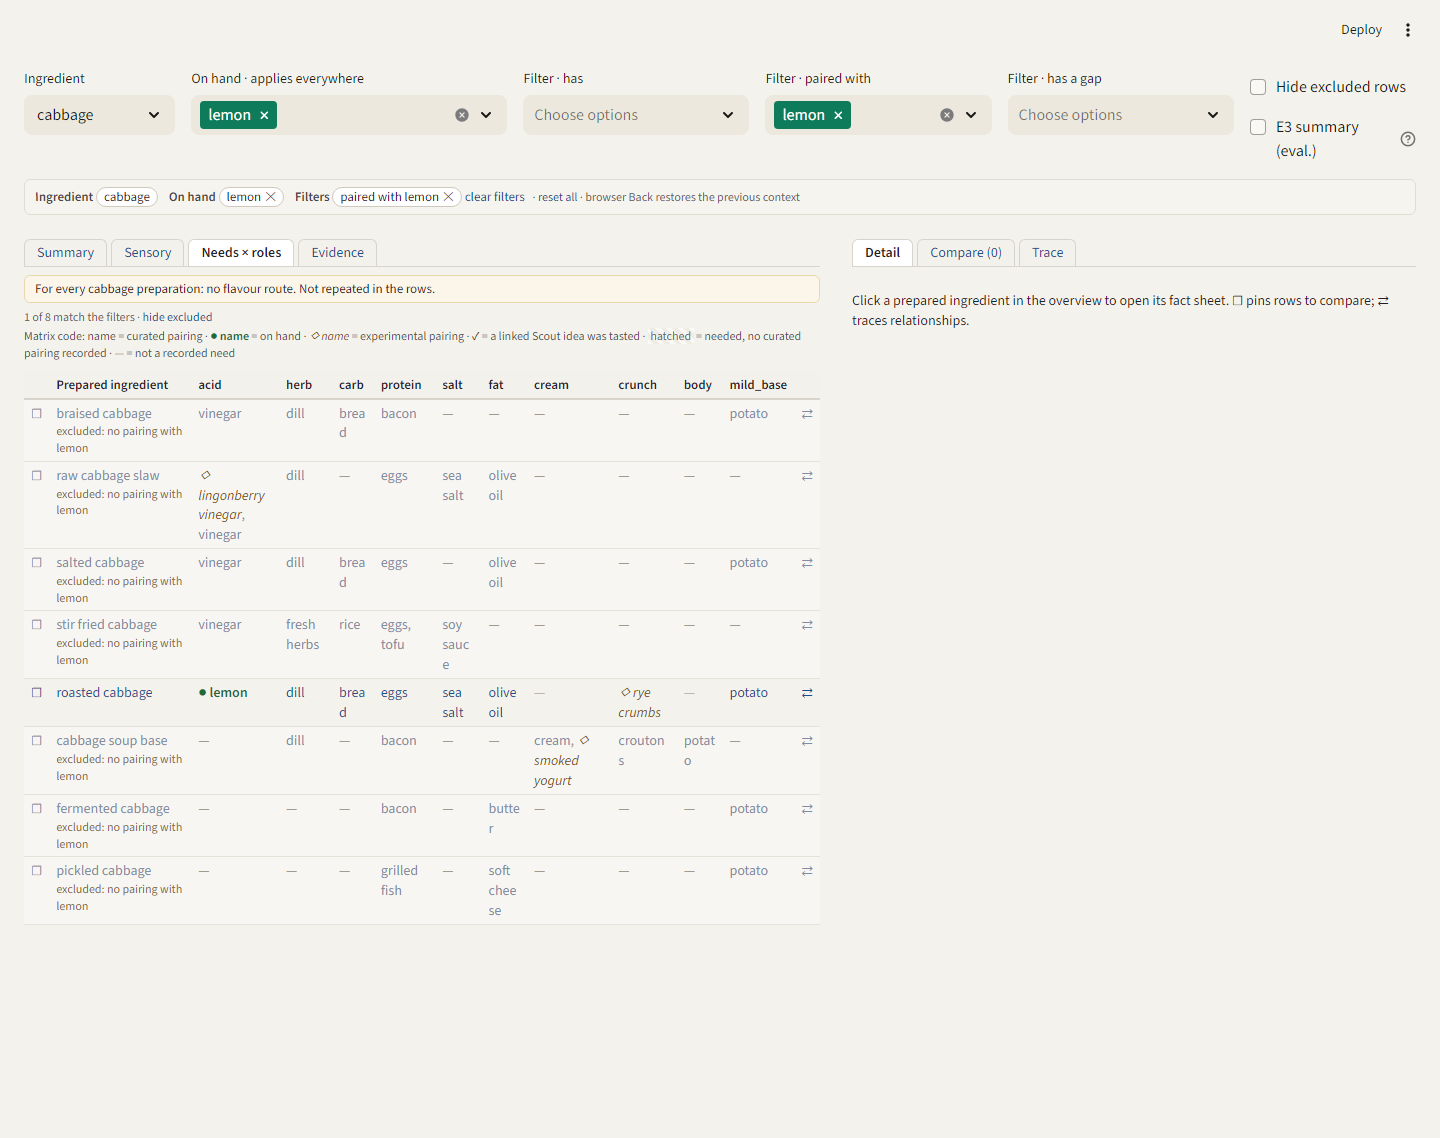 Deploy
Ingredient
On hand · applies everywhere
Filter · has
Filter · paired with
Filter · has a gap
cabbage
lemon ×
Choose options
lemon ×
Choose options
Hide excluded rows
E3 summary
(eval.)
Ingredient cabbage On hand lemon × Filters paired with lemon × clear filters · reset all · browser Back restores the previous context
Summary
Sensory
Needs × roles
Evidence
Detail
Compare (0)
Trace
For every cabbage preparation: no flavour route. Not repeated in the rows.
1 of 8 match the filters · hide excluded
Matrix code: name = curated pairing · ● name = on hand · ◇ name = experimental pairing · ✓ = a linked Scout idea was tasted · hatched = needed, no curated
pairing recorded · — = not a recorded need
Click a prepared ingredient in the overview to open its fact sheet. ☐ pins rows to compare; ⇄
traces relationships.
Prepared ingredient acid herb carb protein salt fat cream crunch body mild_base
☐ braised cabbage vinegar dill brea bacon — — — — — potato ⇄
excluded: no pairing with d
lemon
☐ raw cabbage slaw ◇ dill — eggs sea olive — — — — ⇄
excluded: no pairing with lingonberry salt oil
lemon vinegar,
vinegar
☐ salted cabbage vinegar dill brea eggs — olive — — — potato ⇄
excluded: no pairing with d oil
lemon
☐ stir fried cabbage vinegar fresh rice eggs, soy — — — — — ⇄
excluded: no pairing with herbs tofu sauc
lemon e
☐ roasted cabbage ● lemon dill brea eggs sea olive — ◇ rye — potato ⇄
d salt oil crumbs
☐ cabbage soup base — dill — bacon — — cream, ◇ crouton potat — ⇄
excluded: no pairing with smoked s o
lemon yogurt
☐ fermented cabbage — — — bacon — butte — — — potato ⇄
excluded: no pairing with r
lemon
☐ pickled cabbage — — — grilled — soft — — — potato ⇄
excluded: no pairing with fish chee
lemon se